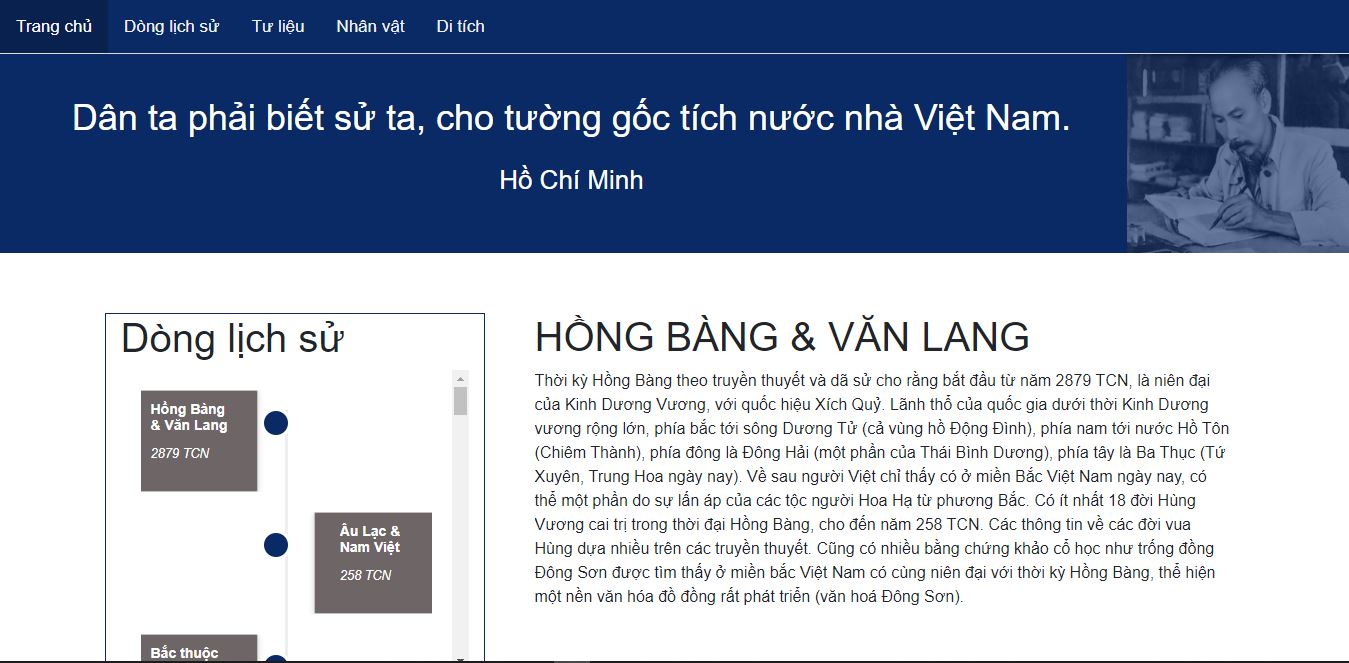 Trang chủ Dòng lịch sử Tư liệu Nhân vật Di tích
Dân ta phải biết sử ta, cho tường gốc tích nước nhà Việt Nam.
Hồ Chí Minh
Dòng lịch sử
Hồng Bàng
& Văn Lang
2879 TCN
Âu Lạc &
Nam Việt
258 TCN
Bắc thuộc
HỒNG BÀNG & VĂN LANG
Thời kỳ Hồng Bàng theo truyền thuyết và dã sử cho rằng bắt đầu từ năm 2879 TCN, là niên đại
của Kinh Dương Vương, với quốc hiệu Xích Quỷ. Lãnh thổ của quốc gia dưới thời Kinh Dương
vương rộng lớn, phía bắc tới sông Dương Tử (cả vùng hồ Động Đình), phía nam tới nước Hồ Tôn
(Chiêm Thành), phía đông là Đông Hải (một phần của Thái Bình Dương), phía tây là Ba Thục (Tứ
Xuyên, Trung Hoa ngày nay). Về sau người Việt chỉ thấy có ở miền Bắc Việt Nam ngày nay, có
thể một phần do sự lấn áp của các tộc người Hoa Hạ từ phương Bắc. Có ít nhất 18 đời Hùng
Vương cai trị trong thời đại Hồng Bàng, cho đến năm 258 TCN. Các thông tin về các đời vua
Hùng dựa nhiều trên các truyền thuyết. Cũng có nhiều bằng chứng khảo cổ học như trống đồng
Đông Sơn được tìm thấy ở miền bắc Việt Nam có cùng niên đại với thời kỳ Hồng Bàng, thể hiện
một nền văn hóa đồ đồng rất phát triển (văn hoá Đông Sơn).